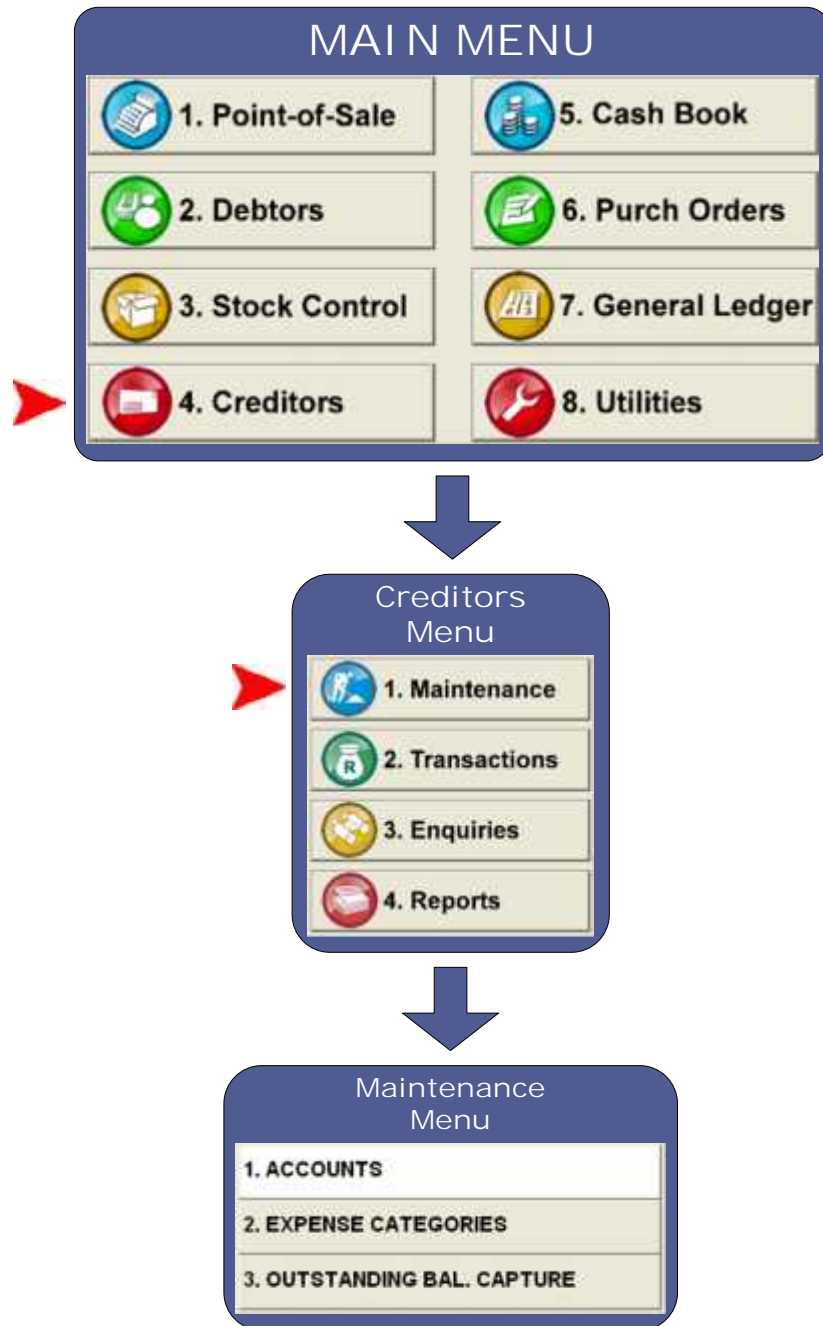 MAIN MENU
1. Point-of-Sale
5. Cash Book
2. Debtors
6. Purch Orders
3. Stock Control
7. General Ledger
4. Creditors
8. Utilities
Creditors
Menu
1. Maintenance
R
2. Transactions
3. Enquiries
4. Reports
Maintenance
Menu
1. ACCOUNTS
2. EXPENSE CATEGORIES
3. OUTSTANDING BAL. CAPTURE